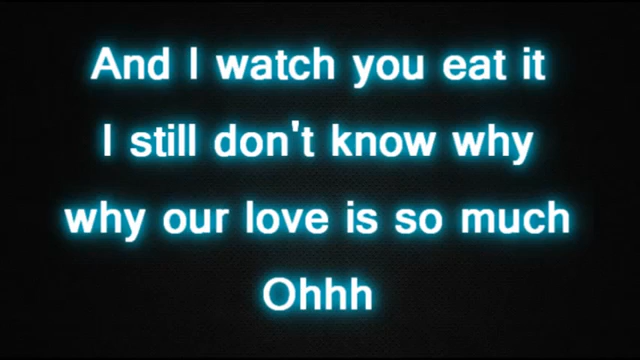 And I watch you eat it
I still don't know why
why our love is so much
Ohhh